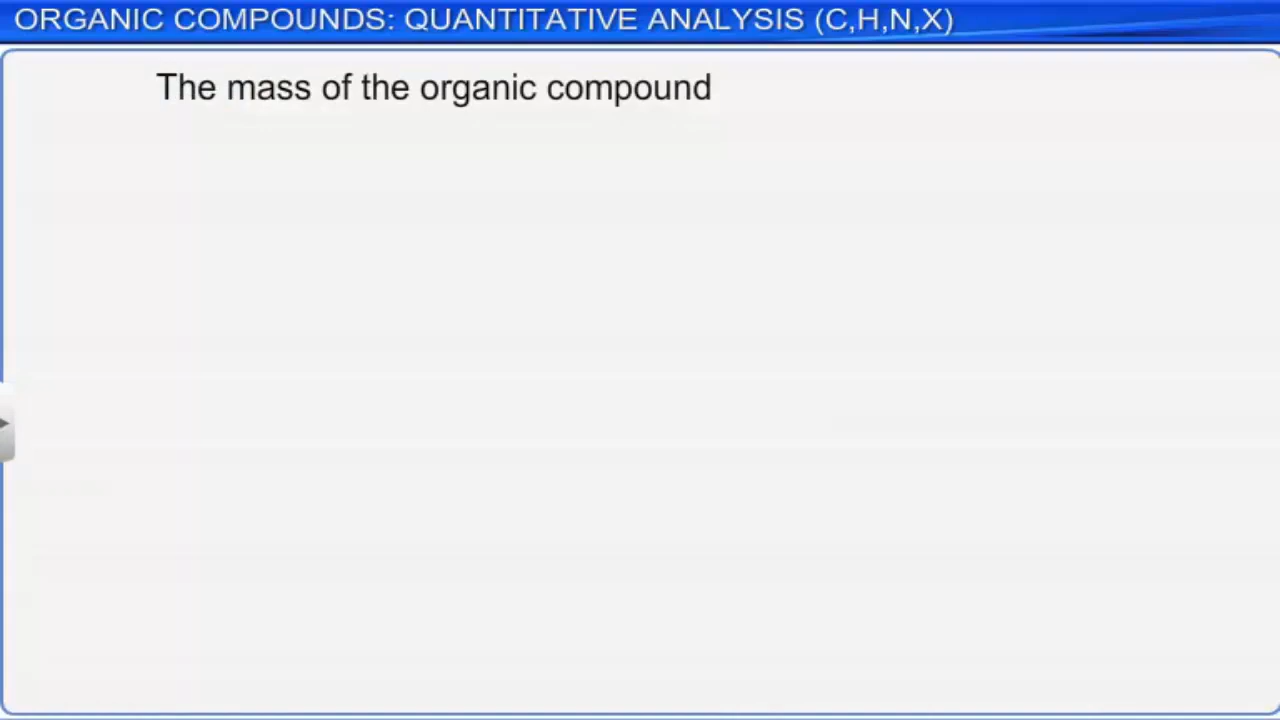 ORGANIC COMPOUNDS: QUANTITATIVE ANALYSIS (C,H,N,X)
The mass of the organic compound